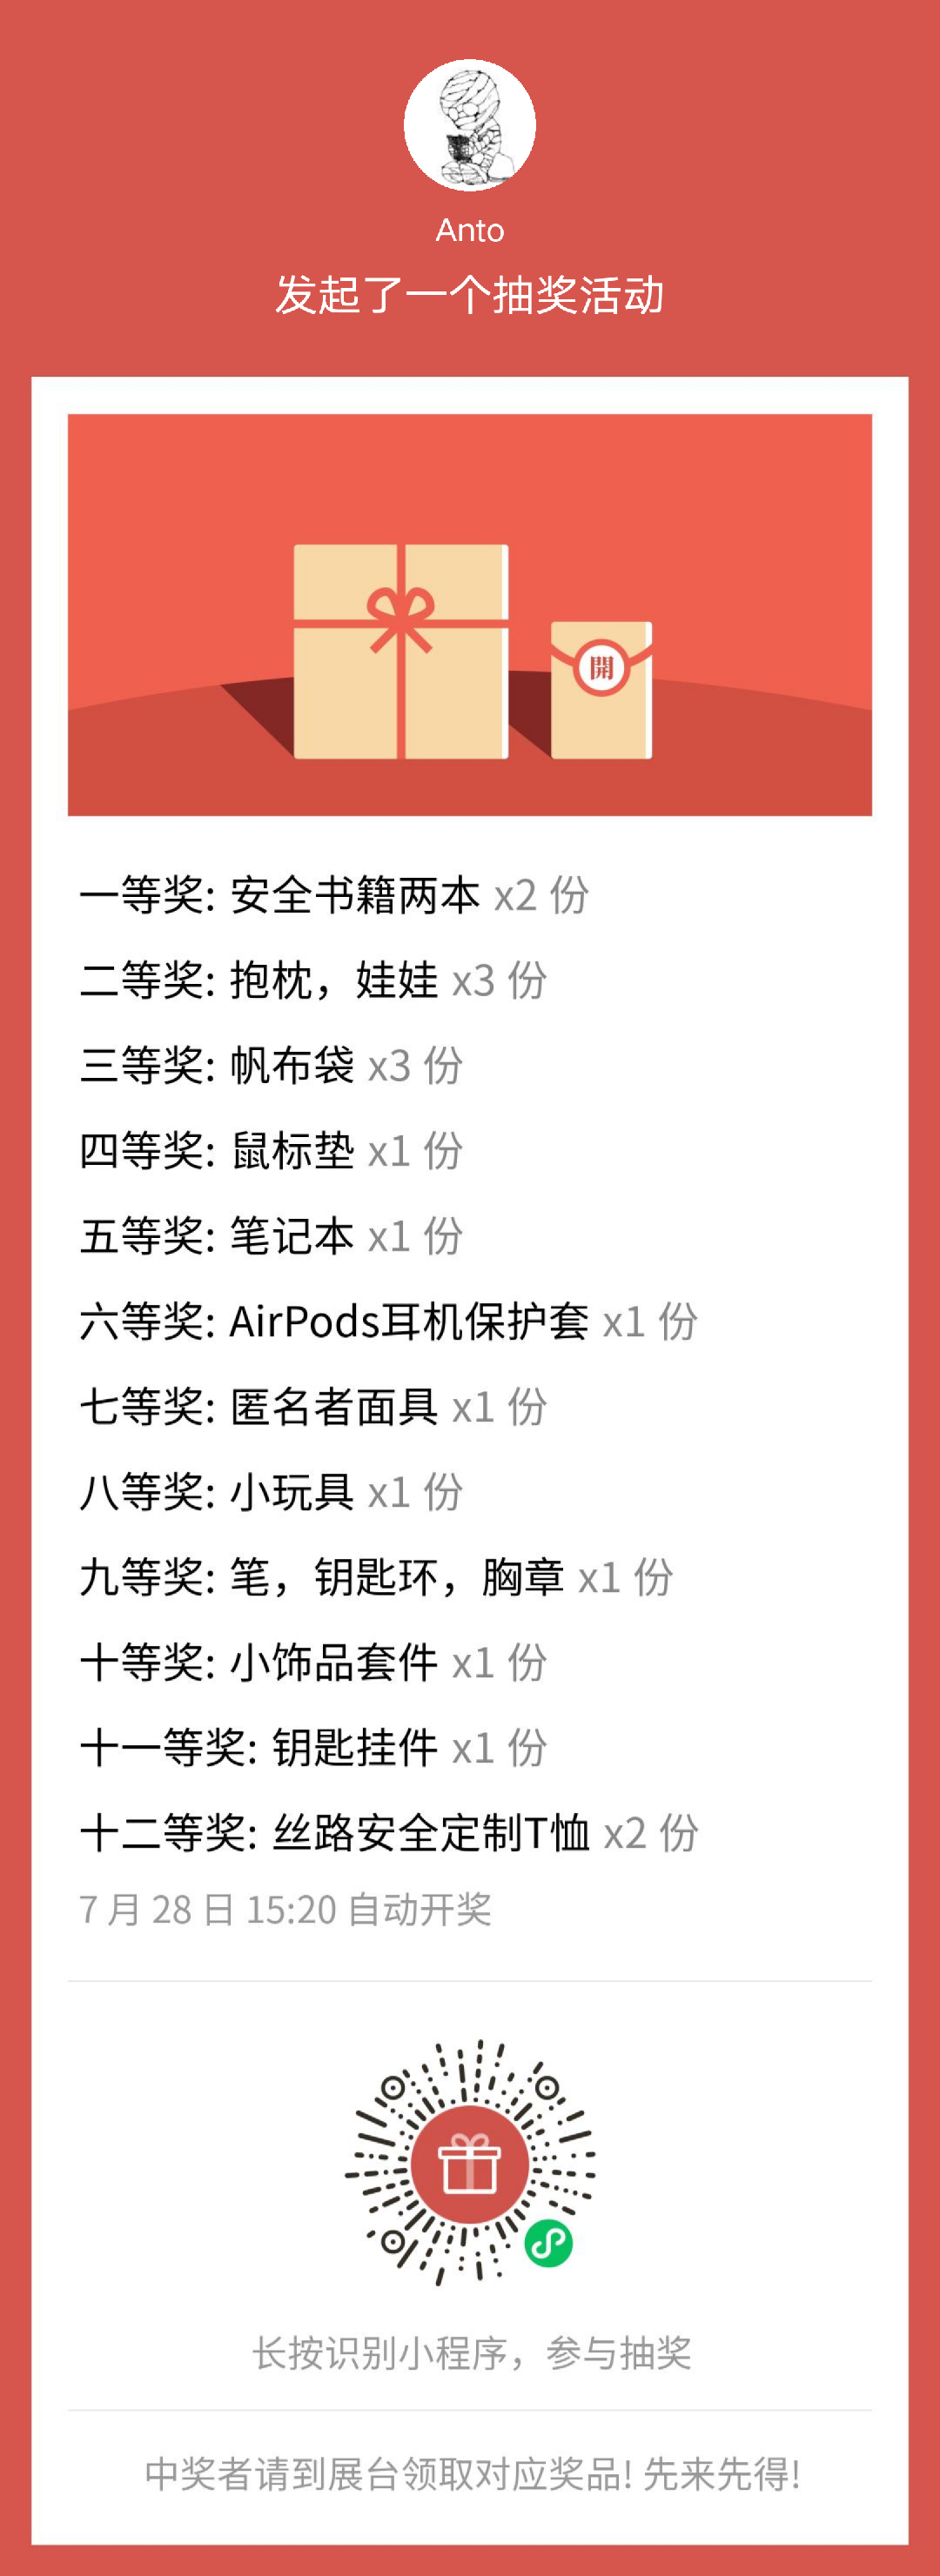 Anto
发起了一个抽奖活动
開
一等奖: 安全书籍两本 x2 份
二等奖: 抱枕，娃娃 x3 份
三等奖: 帆布袋 x3 份
四等奖: 鼠标垫 x1 份
五等奖: 笔记本 x1 份
六等奖: AirPods耳机保护套 x1 份
七等奖: 匿名者面具 x1 份
八等奖: 小玩具 x1 份
九等奖: 笔，钥匙环，胸章 x1 份
十等奖: 小饰品套件 x1 份
十一等奖: 钥匙挂件 x1 份
十二等奖: 丝路安全定制T恤 x2 份
7 月 28 日 15:20 自动开奖
长按识别小程序，参与抽奖
中奖者请到展台领取对应奖品! 先来先得!